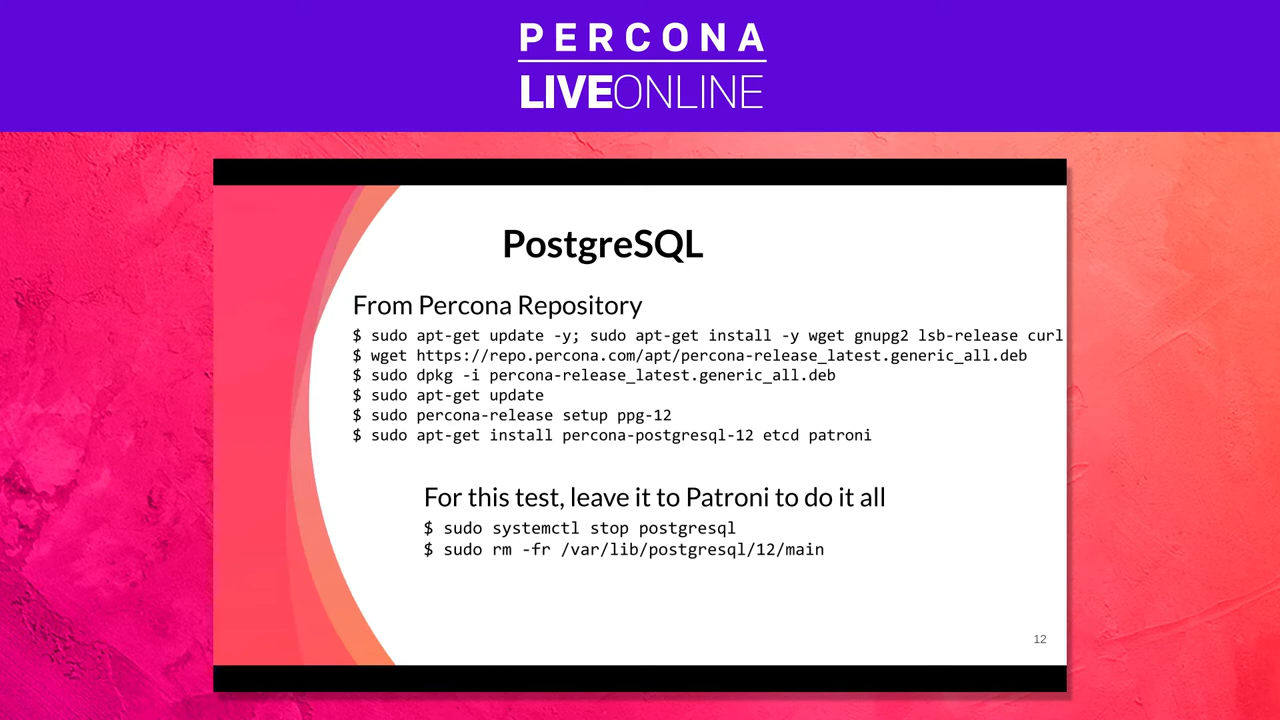 PERCONA
LIVEONLINE
PostgreSQL
From Percona Repository
$ sudo apt-get update -y; sudo apt-get install -y wget gnupg2 lsb-release curl
$ wget https://repo.percona.com/apt/percona-release_latest.generic_all.deb
$ sudo dpkg -i percona-release_latest.generic_all.deb
$ sudo apt-get update
$ sudo percona-release setup ppg-12
$ sudo apt-get install percona-postgresql-12 etcd patroni
For this test, leave it to Patroni to do it all
$ sudo systemctl stop postgresql
$ sudo rm -fr /var/lib/postgresql/12/main
12